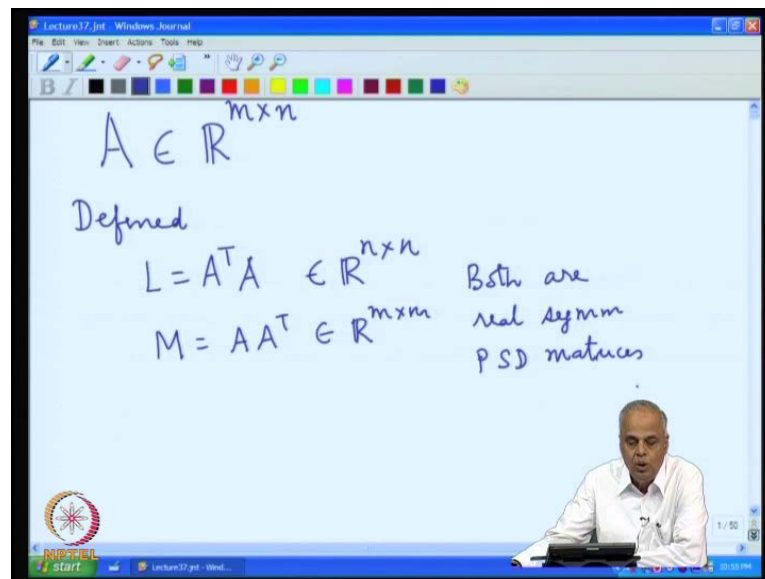 Lecture37.jnt - Windows Journal
File Edit View Insert Actions Tools Help
B I
A ∈ ℝ^{m×n}
Defined
L = A^T A ∈ ℝ^{n×n} Both are
M = A A^T ∈ ℝ^{m×m} real symm
PSD matrices
1 / 50
NPTEL
start Lecture37.jnt - Wind... 10:55 PM